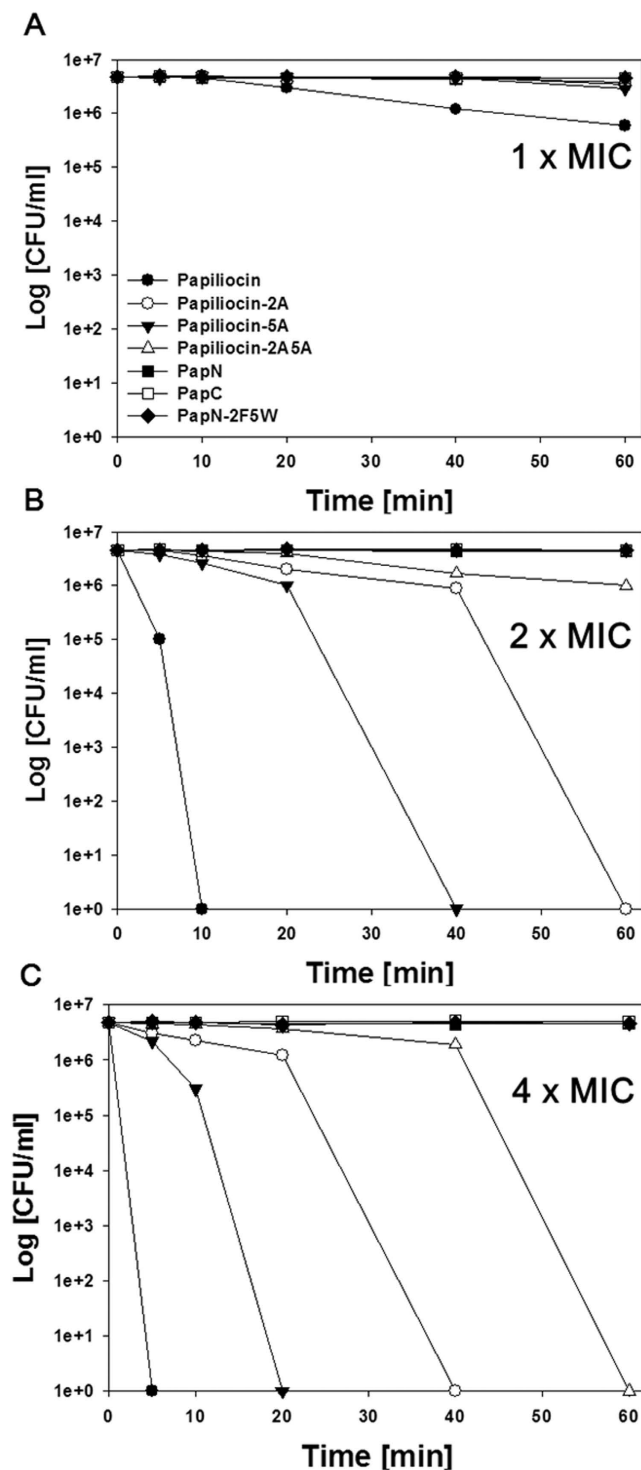 A
1e+7
1e+6
1e+5
1e+4
1e+3
1e+2
1e+1
1e+0
Log [CFU/ml]
1 x MIC
Papiliocin
Papiliocin-2A
Papiliocin-5A
Papiliocin-2A5A
PapN
PapC
PapN-2F5W
0 10 20 30 40 50 60
Time [min]
B
1e+7
1e+6
1e+5
1e+4
1e+3
1e+2
1e+1
1e+0
Log [CFU/ml]
2 x MIC
0 10 20 30 40 50 60
Time [min]
C
1e+7
1e+6
1e+5
1e+4
1e+3
1e+2
1e+1
1e+0
Log [CFU/ml]
4 x MIC
0 10 20 30 40 50 60
Time [min]